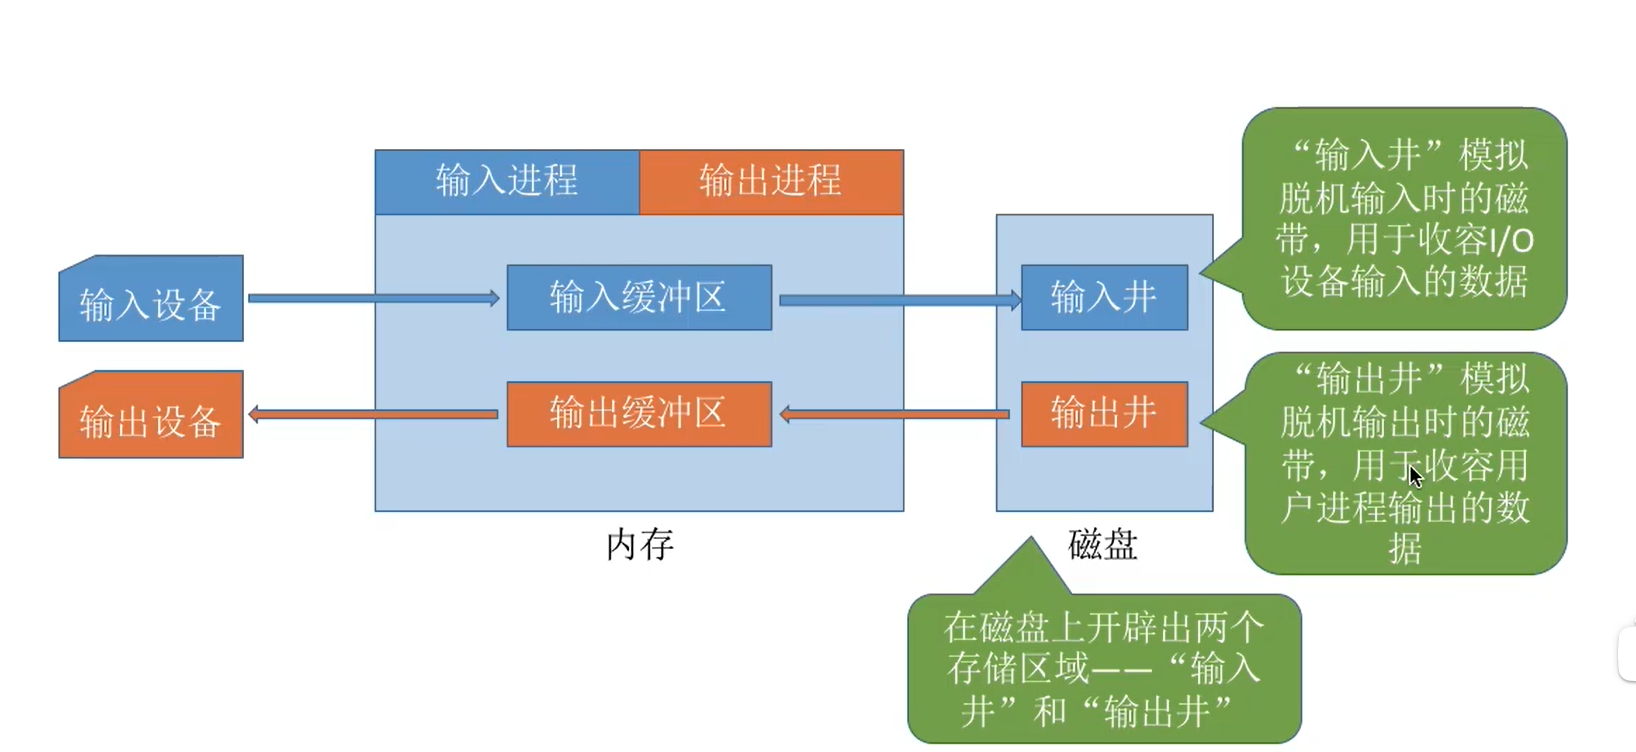 “输入井”模拟
脱机输入时的磁
带，用于收容I/O
设备输入的数据
输入进程
输出进程
输入设备
输入缓冲区
输入井
输出设备
输出缓冲区
输出井
“输出井”模拟
脱机输出时的磁
带，用于收容用
户进程输出的数
据
内存
磁盘
在磁盘上开辟出两个
存储区域——“输入
井”和“输出井”